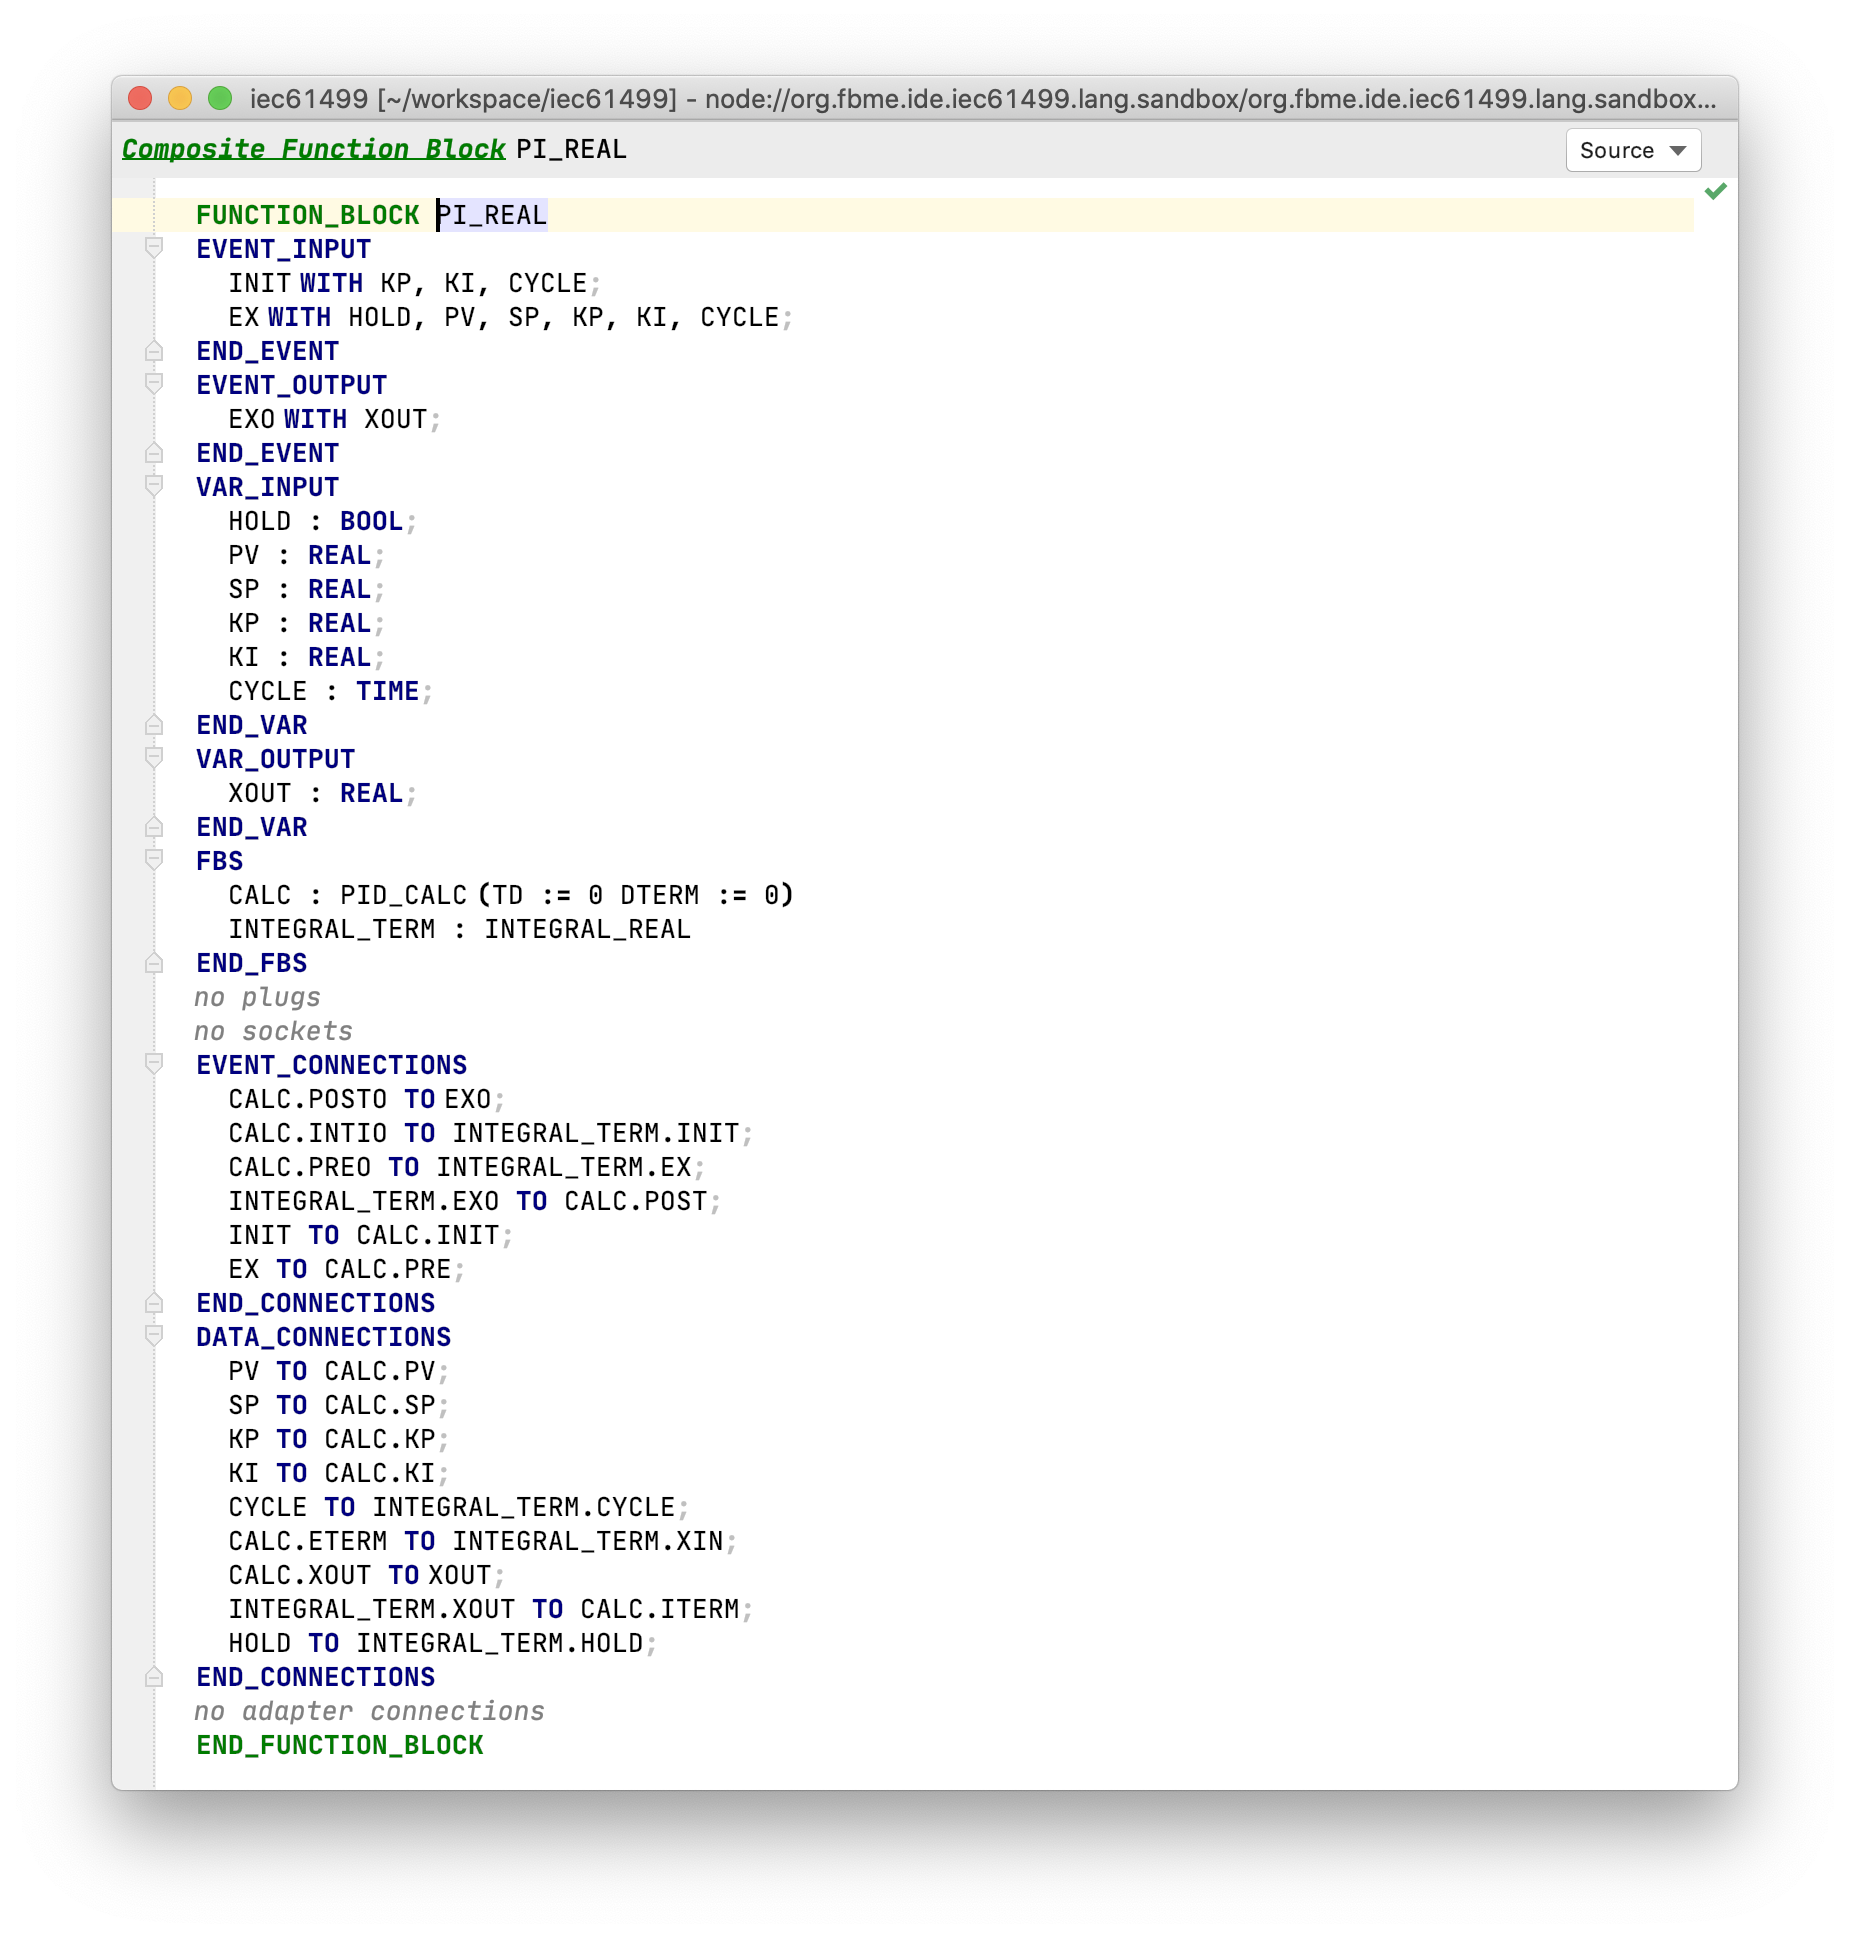 iec61499 [~/workspace/iec61499] - node://org.fbme.ide.iec61499.lang.sandbox/org.fbme.ide.iec61499.lang.sandbox...
Composite Function Block PI_REAL
Source
FUNCTION_BLOCK PI_REAL
EVENT_INPUT
INIT WITH KP, KI, CYCLE;
EX WITH HOLD, PV, SP, KP, KI, CYCLE;
END_EVENT
EVENT_OUTPUT
EXO WITH XOUT;
END_EVENT
VAR_INPUT
HOLD : BOOL;
PV : REAL;
SP : REAL;
KP : REAL;
KI : REAL;
CYCLE : TIME;
END_VAR
VAR_OUTPUT
XOUT : REAL;
END_VAR
FBS
CALC : PID_CALC (TD := 0 DTERM := 0)
INTEGRAL_TERM : INTEGRAL_REAL
END_FBS
no plugs
no sockets
EVENT_CONNECTIONS
CALC.POSTO TO EXO;
CALC.INTIO TO INTEGRAL_TERM.INIT;
CALC.PREO TO INTEGRAL_TERM.EX;
INTEGRAL_TERM.EXO TO CALC.POST;
INIT TO CALC.INIT;
EX TO CALC.PRE;
END_CONNECTIONS
DATA_CONNECTIONS
PV TO CALC.PV;
SP TO CALC.SP;
KP TO CALC.KP;
KI TO CALC.KI;
CYCLE TO INTEGRAL_TERM.CYCLE;
CALC.ETERM TO INTEGRAL_TERM.XIN;
CALC.XOUT TO XOUT;
INTEGRAL_TERM.XOUT TO CALC.ITERM;
HOLD TO INTEGRAL_TERM.HOLD;
END_CONNECTIONS
no adapter connections
END_FUNCTION_BLOCK